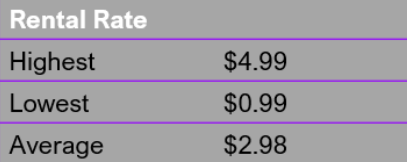 Rental Rate
Highest $4.99
Lowest $0.99
Average $2.98